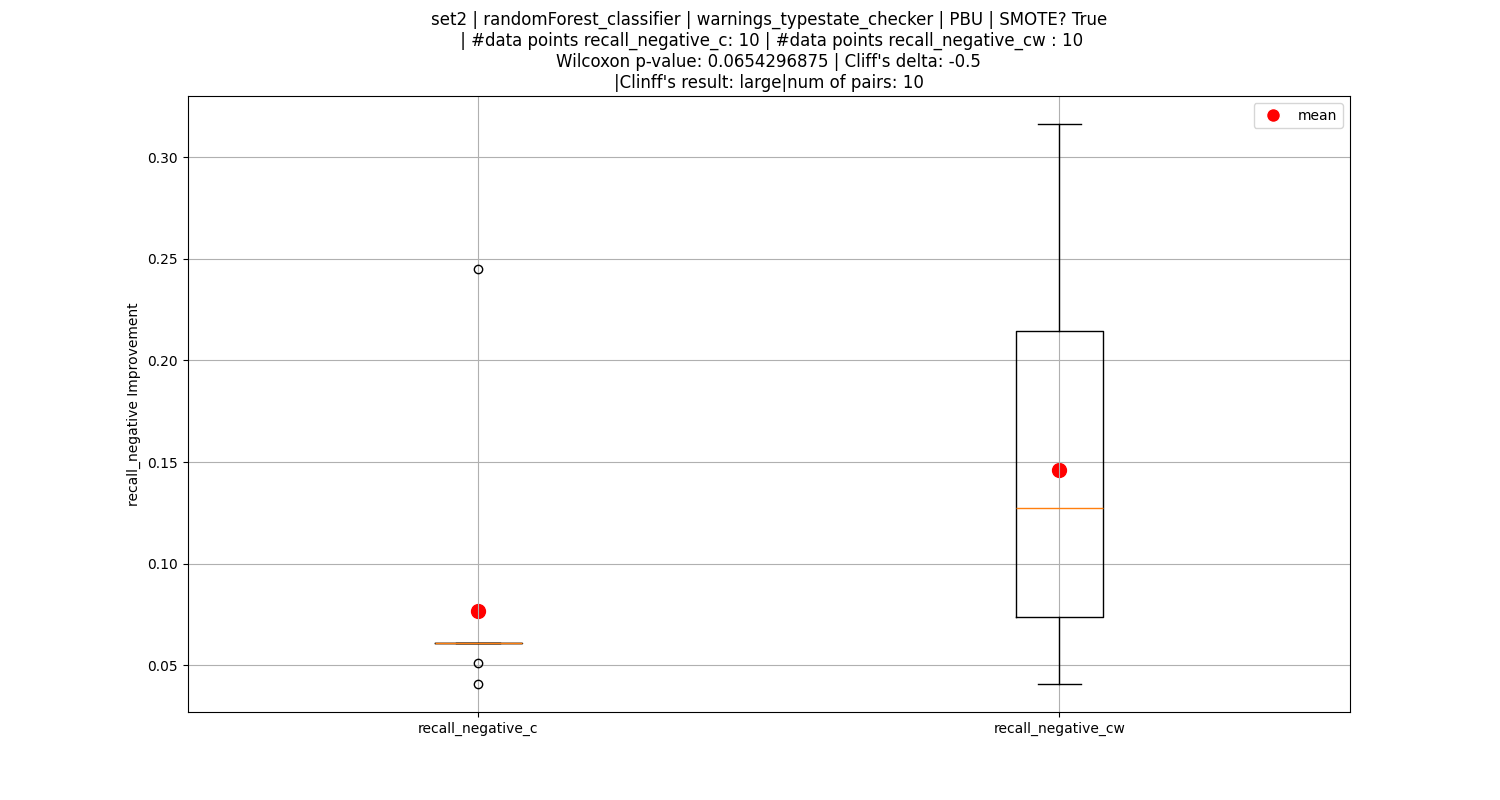 set2 | randomForest_classifier | warnings_typestate_checker | PBU | SMOTE? True
| #data points recall_negative_c: 10 | #data points recall_negative_cw : 10
Wilcoxon p-value: 0.0654296875 | Cliff's delta: -0.5
|Clinff's result: large|num of pairs: 10
mean
0.30
0.25
0.20
0.15
0.10
0.05
recall_negative Improvement
recall_negative_c
recall_negative_cw